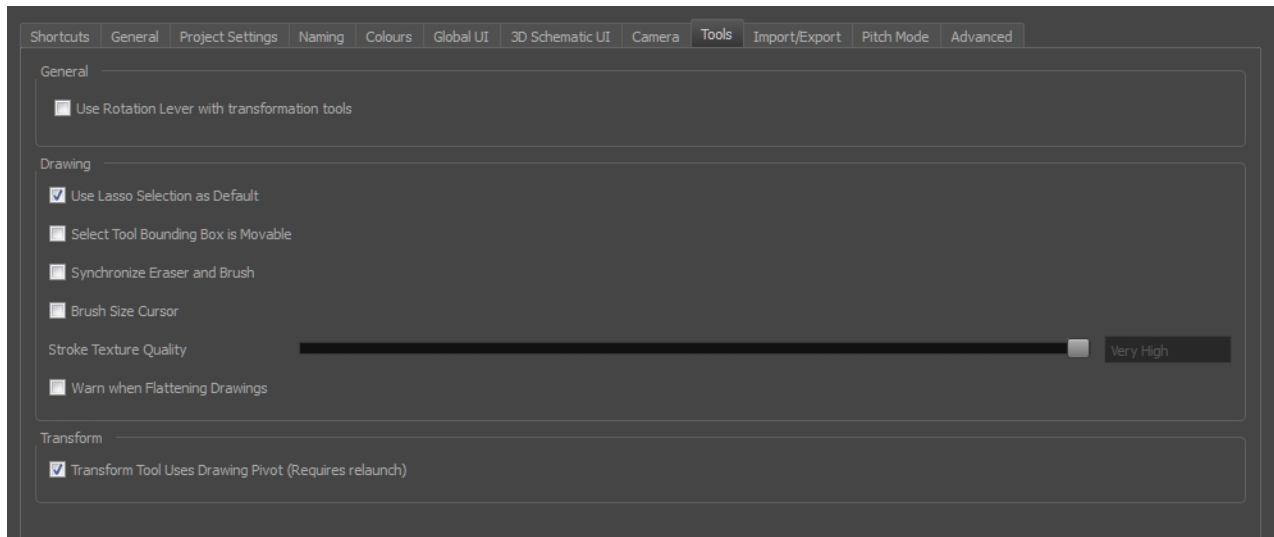 Shortcuts General Project Settings Naming Colours Global UI 3D Schematic UI Camera Tools Import/Export Pitch Mode Advanced
General
Use Rotation Lever with transformation tools
Drawing
Use Lasso Selection as Default
Select Tool Bounding Box is Movable
Synchronize Eraser and Brush
Brush Size Cursor
Stroke Texture Quality Very High
Warn when Flattening Drawings
Transform
Transform Tool Uses Drawing Pivot (Requires relaunch)